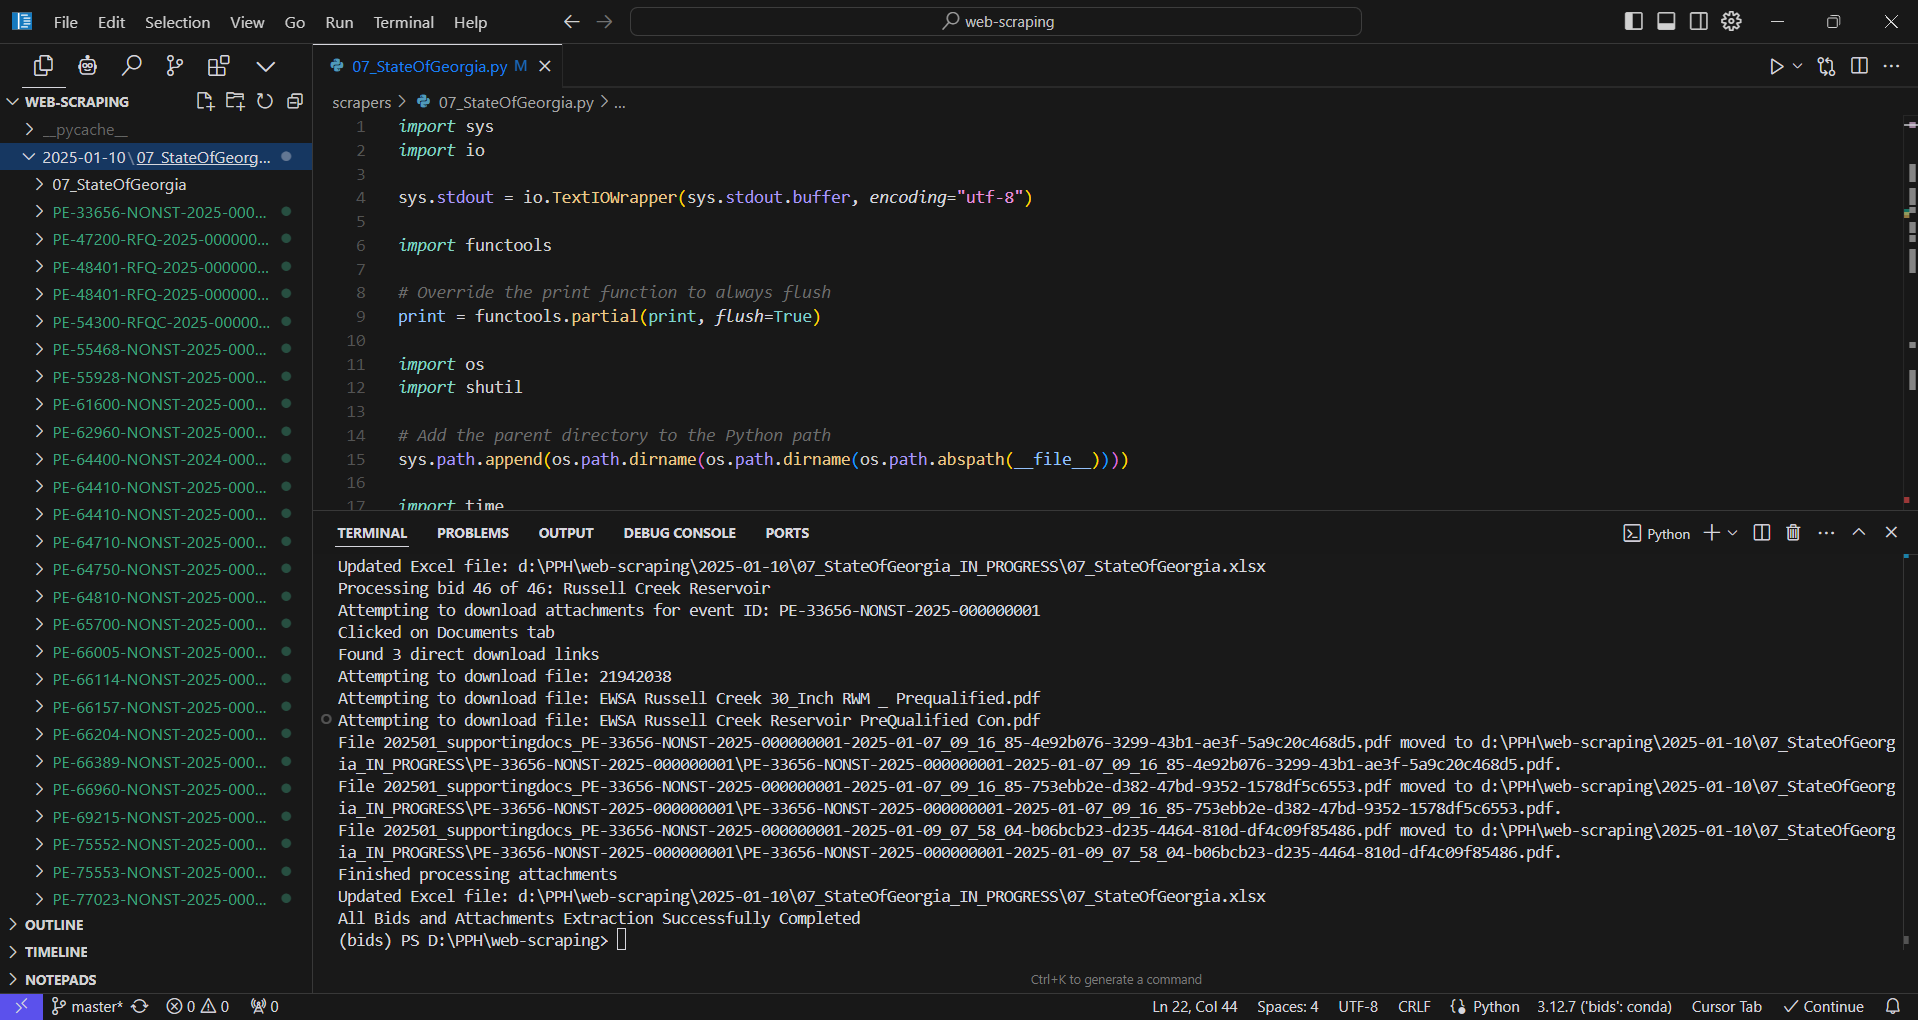 File Edit Selection View Go Run Terminal Help
web-scraping
07_StateOfGeorgia.py M
WEB-SCRAPING
scrapers > 07_StateOfGeorgia.py > ...
__pycache__
2025-01-10\07_StateOfGeorg...
07_StateOfGeorgia
PE-33656-NONST-2025-000...
PE-47200-RFQ-2025-000000...
PE-48401-RFQ-2025-000000...
PE-48401-RFQ-2025-000000...
PE-54300-RFQC-2025-00000...
PE-55468-NONST-2025-000...
PE-55928-NONST-2025-000...
PE-61600-NONST-2025-000...
PE-62960-NONST-2025-000...
PE-64400-NONST-2024-000...
PE-64410-NONST-2025-000...
PE-64410-NONST-2025-000...
PE-64710-NONST-2025-000...
PE-64750-NONST-2025-000...
PE-64810-NONST-2025-000...
PE-65700-NONST-2025-000...
PE-66005-NONST-2025-000...
PE-66114-NONST-2025-000...
PE-66157-NONST-2025-000...
PE-66204-NONST-2025-000...
PE-66389-NONST-2025-000...
PE-66960-NONST-2025-000...
PE-69215-NONST-2025-000...
PE-75552-NONST-2025-000...
PE-75553-NONST-2025-000...
PE-77023-NONST-2025-000...
OUTLINE
TIMELINE
NOTEPADS
1 import sys
2 import io
3
4 sys.stdout = io.TextIOWrapper(sys.stdout.buffer, encoding="utf-8")
5
6 import functools
7
8 # Override the print function to always flush
9 print = functools.partial(print, flush=True)
10
11 import os
12 import shutil
13
14 # Add the parent directory to the Python path
15 sys.path.append(os.path.dirname(os.path.dirname(os.path.abspath(__file__))))
16
17 import time
TERMINAL PROBLEMS OUTPUT DEBUG CONSOLE PORTS
Python
Updated Excel file: d:\PPH\web-scraping\2025-01-10\07_StateOfGeorgia_IN_PROGRESS\07_StateOfGeorgia.xlsx
Processing bid 46 of 46: Russell Creek Reservoir
Attempting to download attachments for event ID: PE-33656-NONST-2025-000000001
Clicked on Documents tab
Found 3 direct download links
Attempting to download file: 21942038
Attempting to download file: EWSA Russell Creek 30_Inch RWM _ Prequalified.pdf
Attempting to download file: EWSA Russell Creek Reservoir PreQualified Con.pdf
File 202501_supportingdocs_PE-33656-NONST-2025-000000001-2025-01-07_09_16_85-4e92b076-3299-43b1-ae3f-5a9c20c468d5.pdf moved to d:\PPH\web-scraping\2025-01-10\07_StateOfGeorg
ia_IN_PROGRESS\PE-33656-NONST-2025-000000001\PE-33656-NONST-2025-000000001-2025-01-07_09_16_85-4e92b076-3299-43b1-ae3f-5a9c20c468d5.pdf.
File 202501_supportingdocs_PE-33656-NONST-2025-000000001-2025-01-07_09_16_85-753ebb2e-d382-47bd-9352-1578df5c6553.pdf moved to d:\PPH\web-scraping\2025-01-10\07_StateOfGeorg
ia_IN_PROGRESS\PE-33656-NONST-2025-000000001\PE-33656-NONST-2025-000000001-2025-01-07_09_16_85-753ebb2e-d382-47bd-9352-1578df5c6553.pdf.
File 202501_supportingdocs_PE-33656-NONST-2025-000000001-2025-01-09_07_58_04-b06bcb23-d235-4464-810d-df4c09f85486.pdf moved to d:\PPH\web-scraping\2025-01-10\07_StateOfGeorg
ia_IN_PROGRESS\PE-33656-NONST-2025-000000001\PE-33656-NONST-2025-000000001-2025-01-09_07_58_04-b06bcb23-d235-4464-810d-df4c09f85486.pdf.
Finished processing attachments
Updated Excel file: d:\PPH\web-scraping\2025-01-10\07_StateOfGeorgia_IN_PROGRESS\07_StateOfGeorgia.xlsx
All Bids and Attachments Extraction Successfully Completed
(bids) PS D:\PPH\web-scraping>
Ctrl+K to generate a command
master* 0 0 0 Ln 22, Col 44 Spaces: 4 UTF-8 CRLF Python 3.12.7 ('bids': conda) Cursor Tab Continue